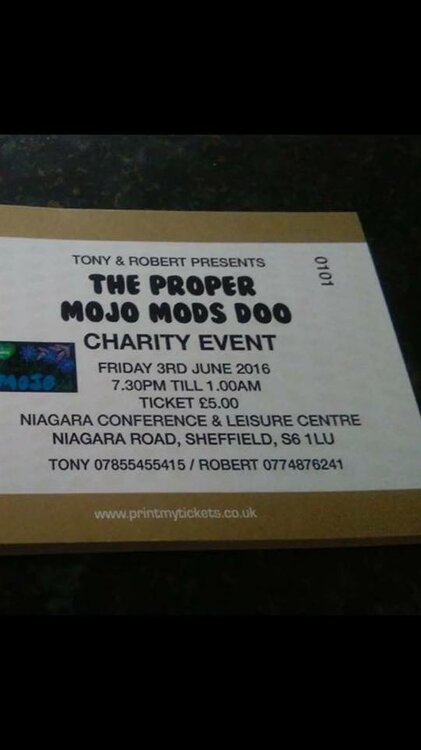 TONY & ROBERT PRESENTS
THE PROPER
MOJO MODS DOO
CHARITY EVENT
FRIDAY 3RD JUNE 2016
7.30PM TILL 1.00AM
TICKET £5.00
NIAGARA CONFERENCE & LEISURE CENTRE
NIAGARA ROAD, SHEFFIELD, S6 1LU
TONY 07855455415 / ROBERT 0774876241
www.printmytickets.co.uk
0101
MOJO